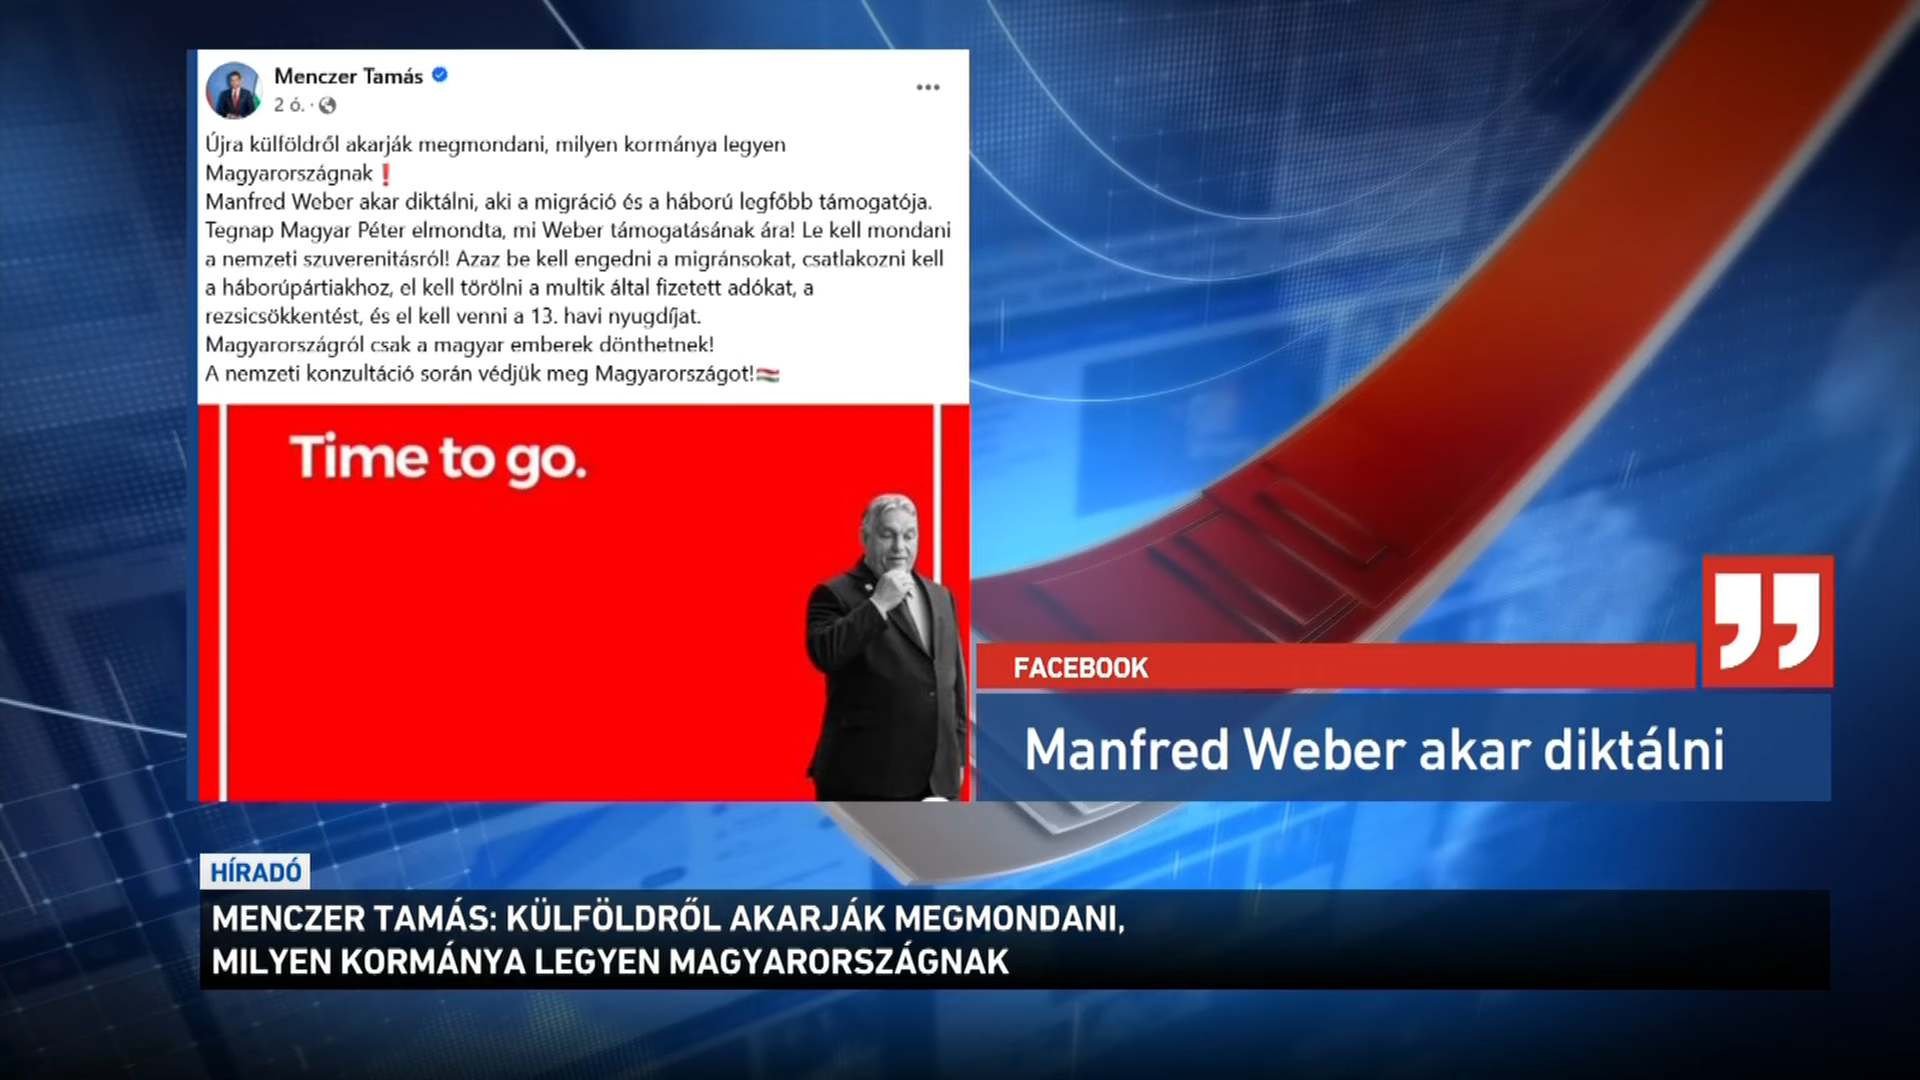 Menczer Tamás
2 ó. ·
Újra külföldről akarják megmondani, milyen kormánya legyen
Magyarországnak❗
Manfred Weber akar diktálni, aki a migráció és a háború legfőbb támogatója.
Tegnap Magyar Péter elmondta, mi Weber támogatásának ára! Le kell mondani
a nemzeti szuverenitásról! Azaz be kell engedni a migránsokat, csatlakozni kell
a háborúpártiakhoz, el kell törölni a multik által fizetett adókat, a
rezsicsökkentést, és el kell venni a 13. havi nyugdíjat.
Magyarországról csak a magyar emberek dönthetnek!
A nemzeti konzultáció során védjük meg Magyarországot!🇭🇺
Time to go.
FACEBOOK
Manfred Weber akar diktálni
HÍRADÓ
MENCZER TAMÁS: KÜLFÖLDRŐL AKARJÁK MEGMONDANI,
MILYEN KORMÁNYA LEGYEN MAGYARORSZÁGNAK